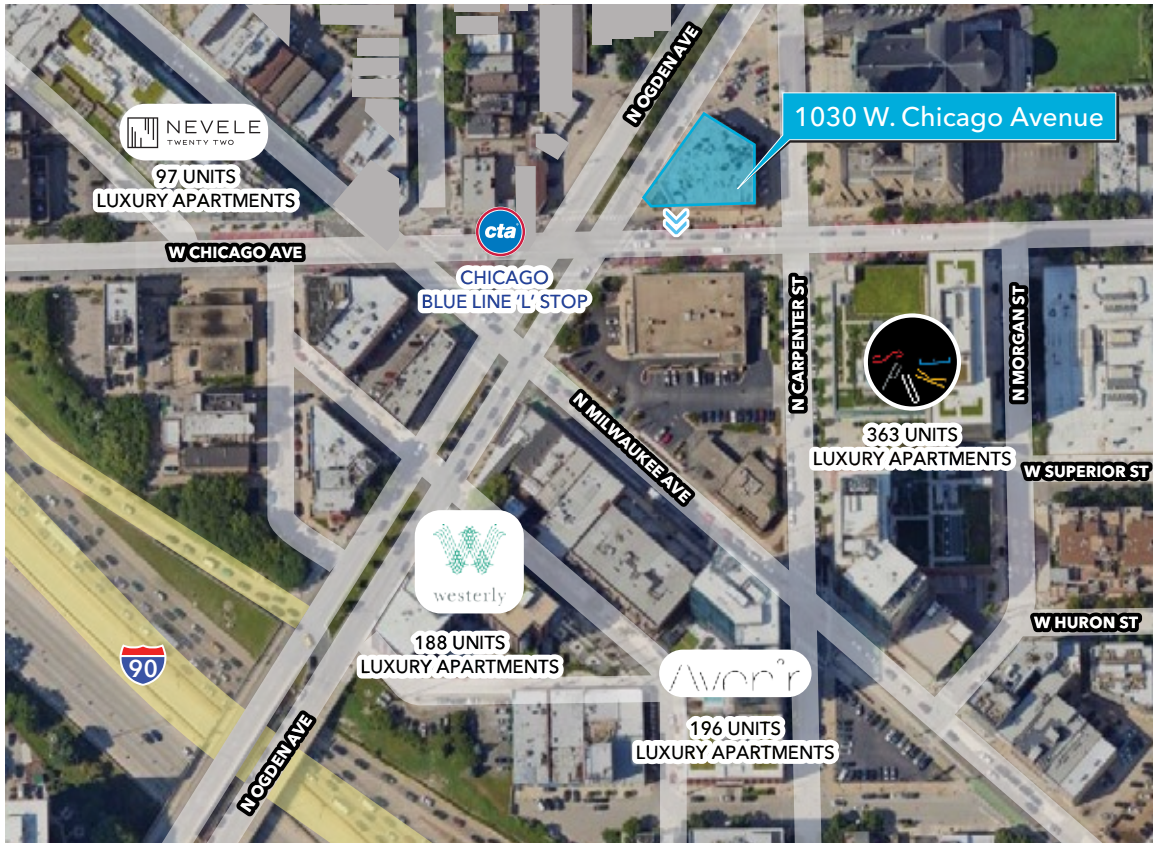 N OGDEN AVE
1030 W. Chicago Avenue
NEVELE
TWENTY TWO
97 UNITS
LUXURY APARTMENTS
cta
W CHICAGO AVE
CHICAGO
BLUE LINE 'L' STOP
N CARPENTER ST
N MORGAN ST
N MILWAUKEE AVE
363 UNITS
LUXURY APARTMENTS
W SUPERIOR ST
westerly
W HURON ST
188 UNITS
LUXURY APARTMENTS
90
Avenir
196 UNITS
LUXURY APARTMENTS
N OGDEN AVE